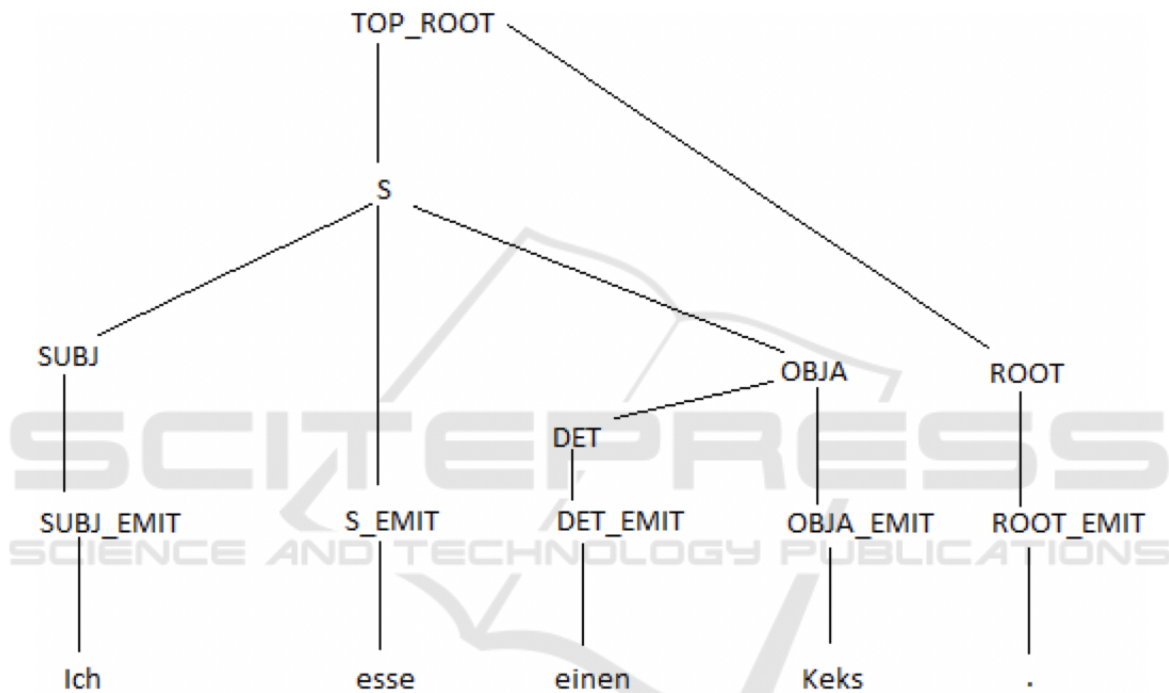 TOP_ROOT
S
SUBJ
OBJA
ROOT
DET
SUBJ_EMIT
S_EMIT
DET_EMIT
OBJA_EMIT
ROOT_EMIT
Ich
esse
einen
Keks
.
SCITEPRESS
SCIENCE AND TECHNOLOGY PUBLICATIONS